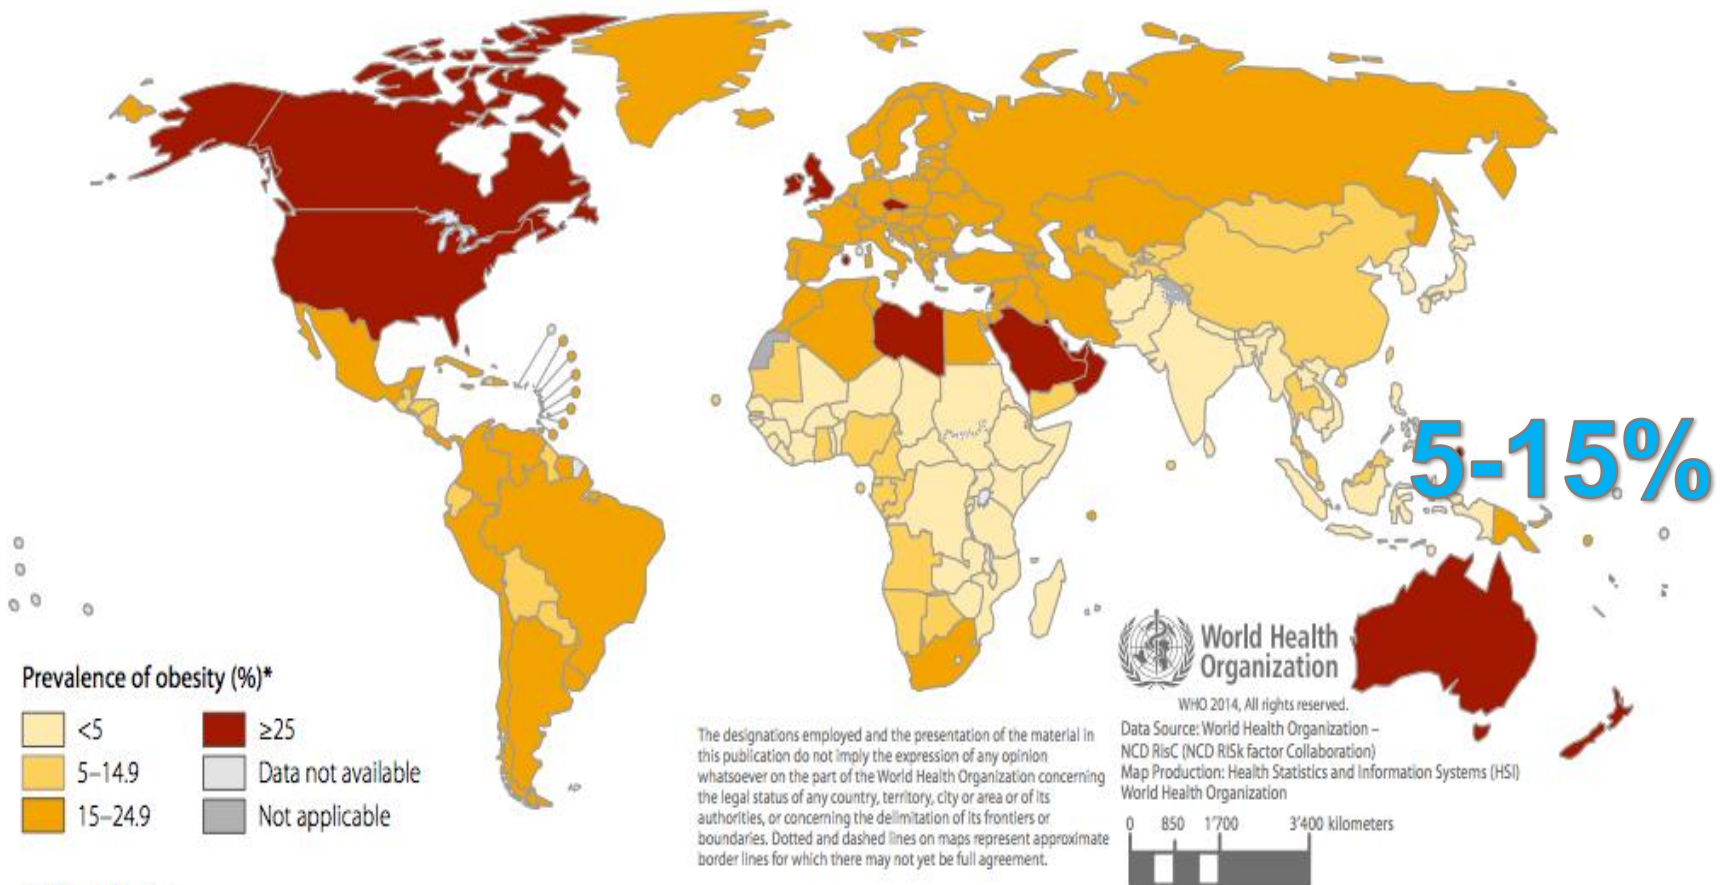 5-15%
Prevalence of obesity (%)*
<5
5–14.9
15–24.9
≥25
Data not available
Not applicable
The designations employed and the presentation of the material in
this publication do not imply the expression of any opinion
whatsoever on the part of the World Health Organization concerning
the legal status of any country, territory, city or area or of its
authorities, or concerning the delimitation of its frontiers or
boundaries. Dotted and dashed lines on maps represent approximate
border lines for which there may not yet be full agreement.
World Health
Organization
WHO 2014, All rights reserved.
Data Source: World Health Organization –
NCD RisC (NCD RISk factor Collaboration)
Map Production: Health Statistics and Information Systems (HSI)
World Health Organization
0 850 1'700 3'400 kilometers